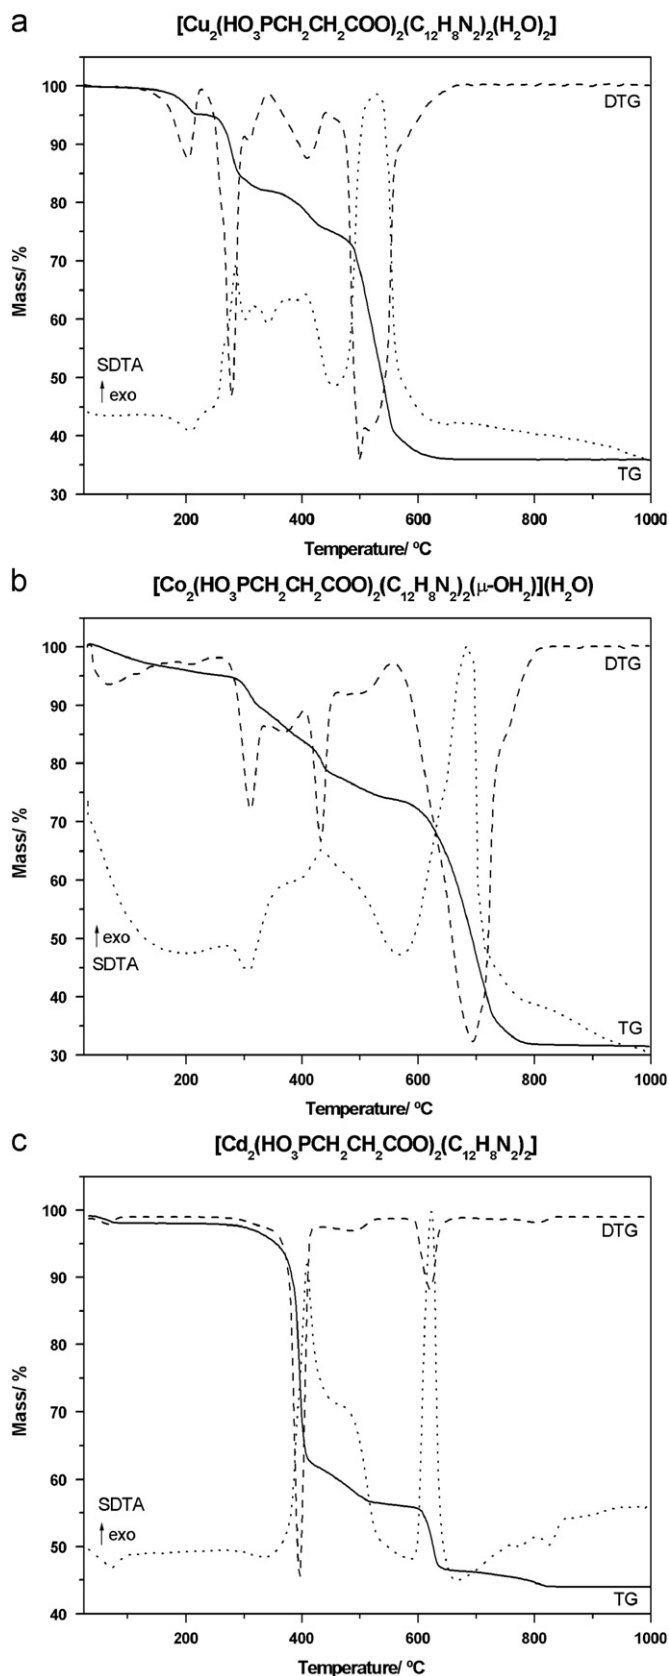 a
[Cu₂(HO₃PCH₂CH₂COO)₂(C₁₂H₈N₂)₂(H₂O)₂]
100
90
80
70
60
50
40
30
Mass/ %
DTG
SDTA
exo
TG
200
400
600
800
1000
Temperature/ ºC
b
[Co₂(HO₃PCH₂CH₂COO)₂(C₁₂H₈N₂)₂(μ-OH₂)](H₂O)
100
90
80
70
60
50
40
30
Mass/ %
DTG
exo
SDTA
TG
200
400
600
800
1000
Temperature/ ºC
c
[Cd₂(HO₃PCH₂CH₂COO)₂(C₁₂H₈N₂)₂]
100
90
80
70
60
50
40
Mass/ %
DTG
SDTA
exo
TG
200
400
600
800
1000
Temperature/ ºC